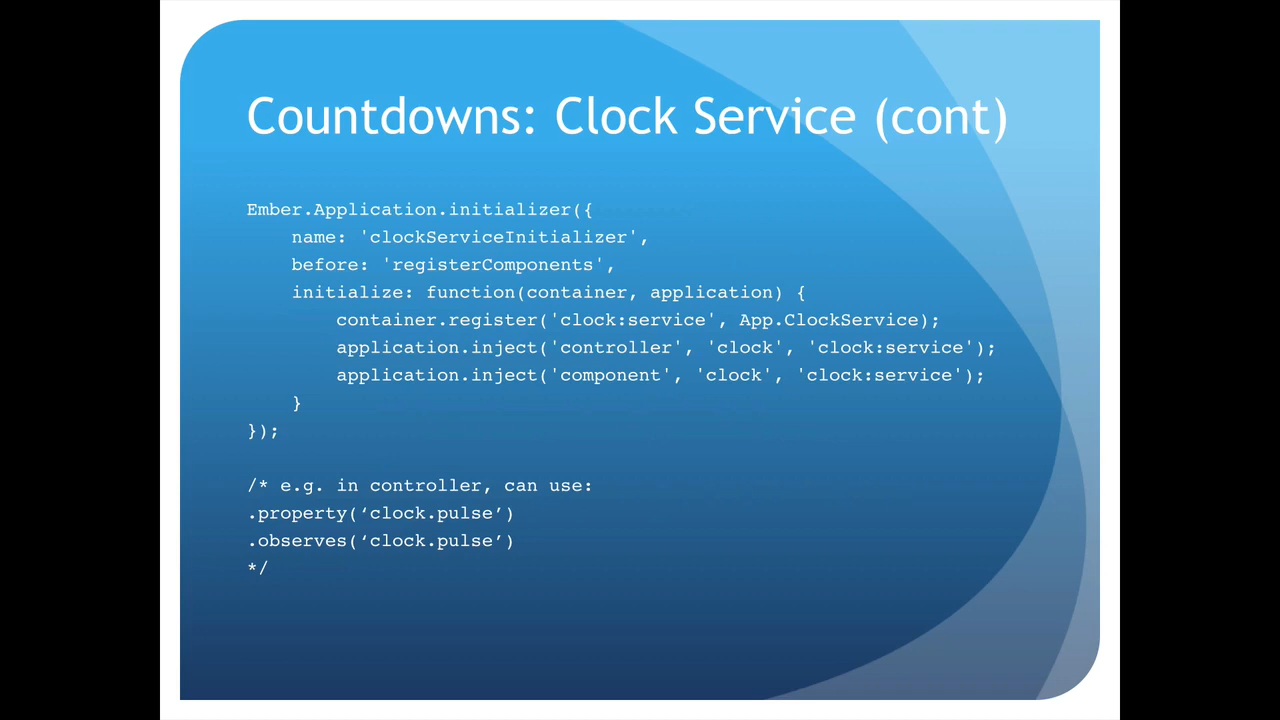 Countdowns: Clock Service (cont)
Ember.Application.initializer({
    name: 'clockServiceInitializer',
    before: 'registerComponents',
    initialize: function(container, application) {
        container.register('clock:service', App.ClockService);
        application.inject('controller', 'clock', 'clock:service');
        application.inject('component', 'clock', 'clock:service');
    }
});
/* e.g. in controller, can use:
.property(‘clock.pulse’)
.observes(‘clock.pulse’)
*/